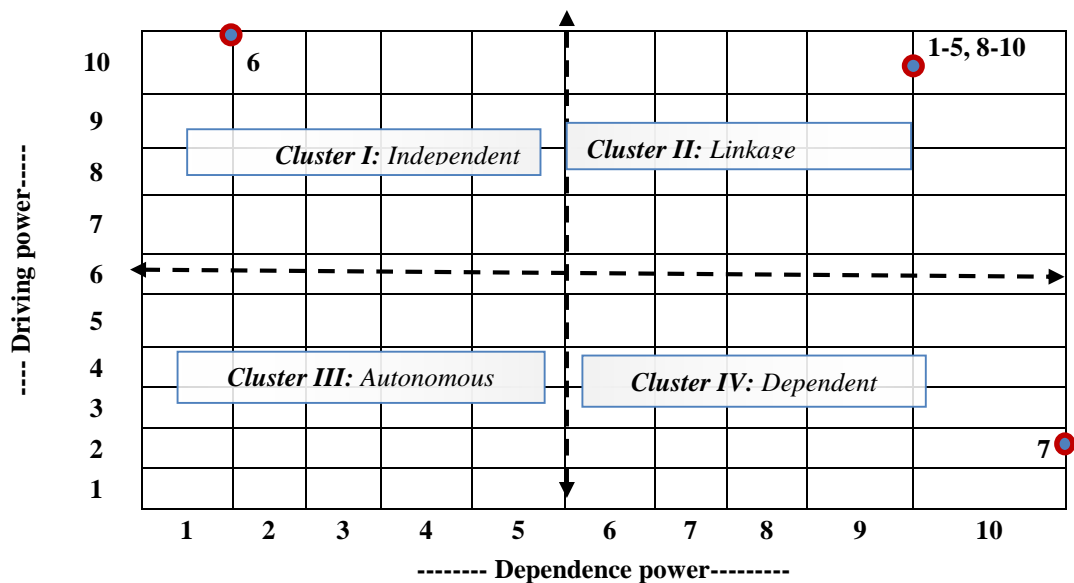 1-5, 8-10
10
6
9
Cluster I: Independent
Cluster II: Linkage
8
7
6
5
4
Cluster III: Autonomous
Cluster IV: Dependent
3
2
7
1
---- Driving power------
1 2 3 4 5 6 7 8 9 10
-------- Dependence power---------